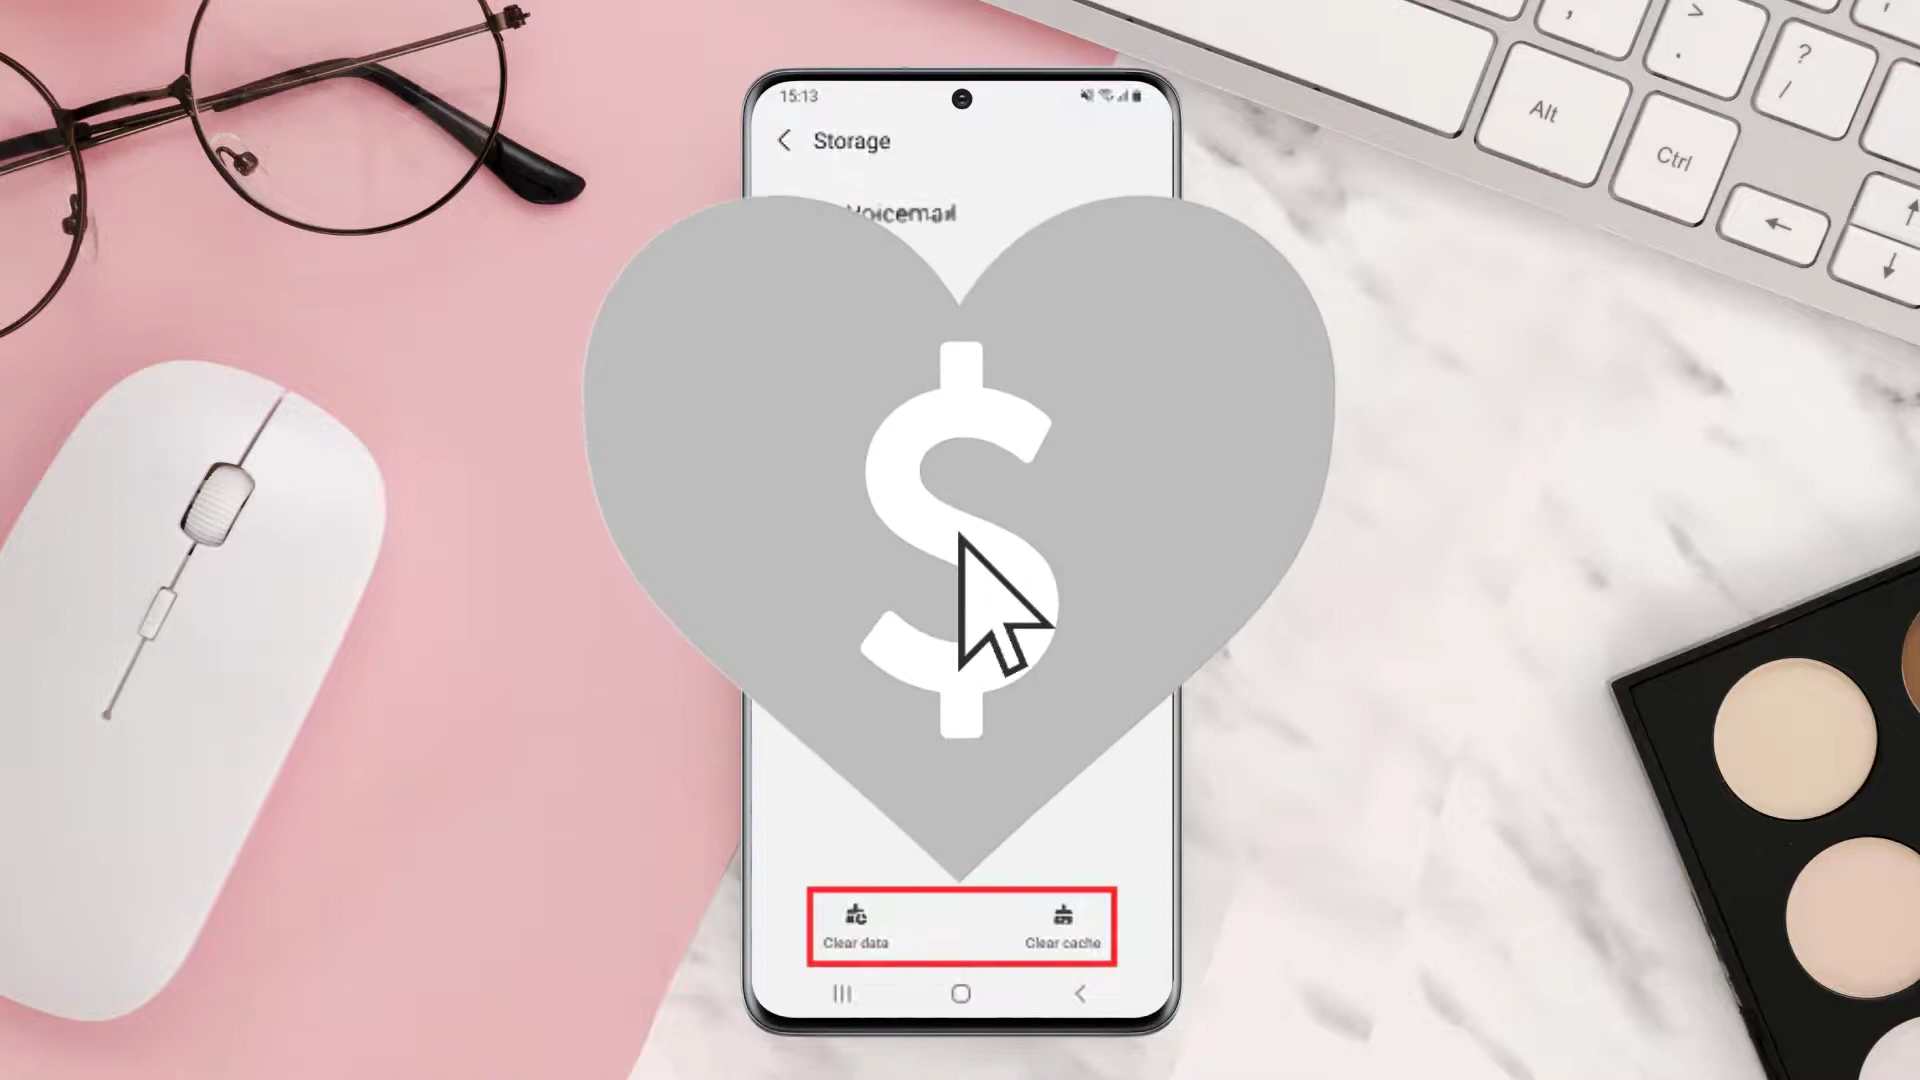 15:13
Storage
Voicemail
$
Clear data
Clear cache
Alt
Ctrl
>
.
,
?
/